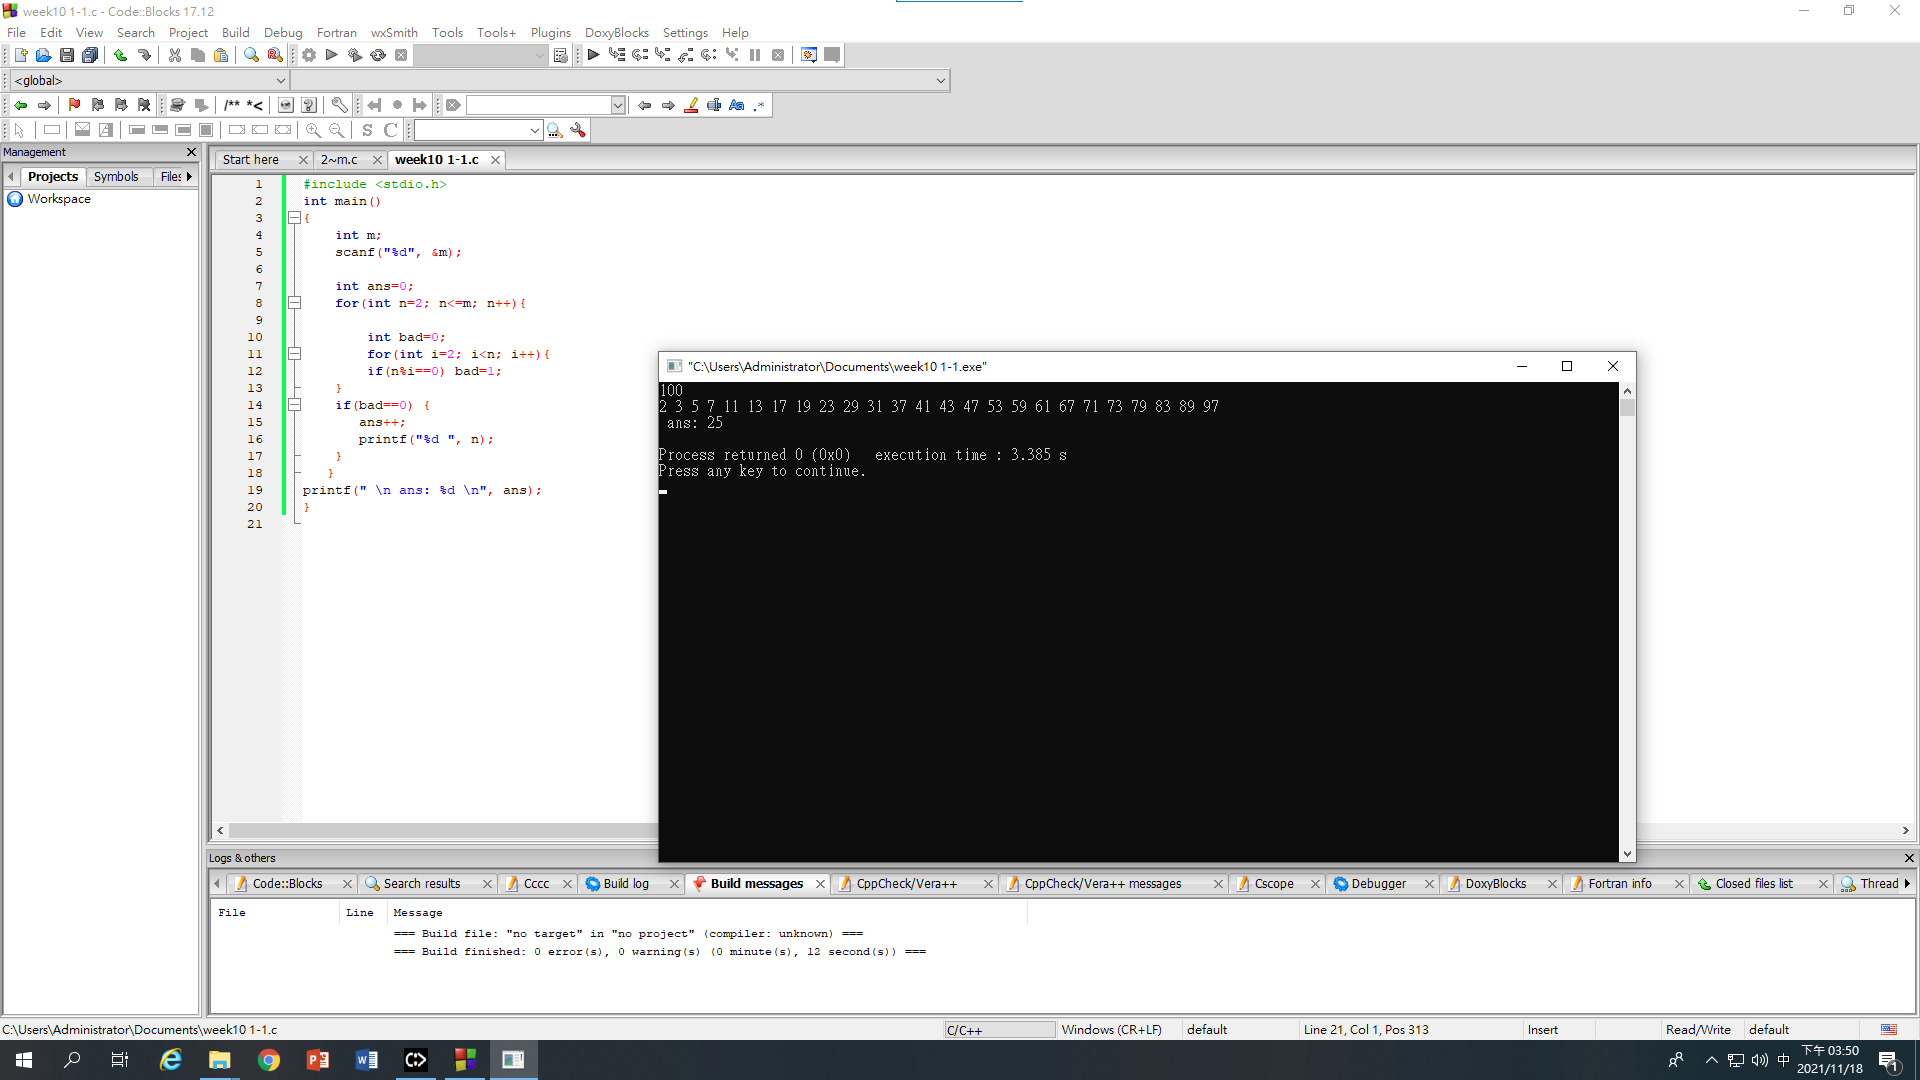 week10 1-1.c - Code::Blocks 17.12
File Edit View Search Project Build Debug Fortran wxSmith Tools Tools+ Plugins DoxyBlocks Settings Help
<global>
/** *<
Aa .*
S C
Management
Projects Symbols Files
Workspace
Start here 2~m.c week10 1-1.c
1 #include <stdio.h>
2 int main()
3 {
4 int m;
5 scanf("%d", &m);
6
7 int ans=0;
8 for(int n=2; n<=m; n++){
9
10 int bad=0;
11 for(int i=2; i<n; i++){
12 if(n%i==0) bad=1;
13 }
14 if(bad==0) {
15 ans++;
16 printf("%d ", n);
17 }
18 }
19 printf(" \n ans: %d \n", ans);
20 }
21
"C:\Users\Administrator\Documents\week10 1-1.exe"
100
2 3 5 7 11 13 17 19 23 29 31 37 41 43 47 53 59 61 67 71 73 79 83 89 97
ans: 25
Process returned 0 (0x0) execution time : 3.385 s
Press any key to continue.
Logs & others
Code::Blocks Search results Cccc Build log Build messages CppCheck/Vera++ CppCheck/Vera++ messages Cscope Debugger DoxyBlocks Fortran info Closed files list Thread
File Line Message
=== Build file: "no target" in "no project" (compiler: unknown) ===
=== Build finished: 0 error(s), 0 warning(s) (0 minute(s), 12 second(s)) ===
C:\Users\Administrator\Documents\week10 1-1.c C/C++ Windows (CR+LF) default Line 21, Col 1, Pos 313 Insert Read/Write default
中 下午 03:50
2021/11/18 1